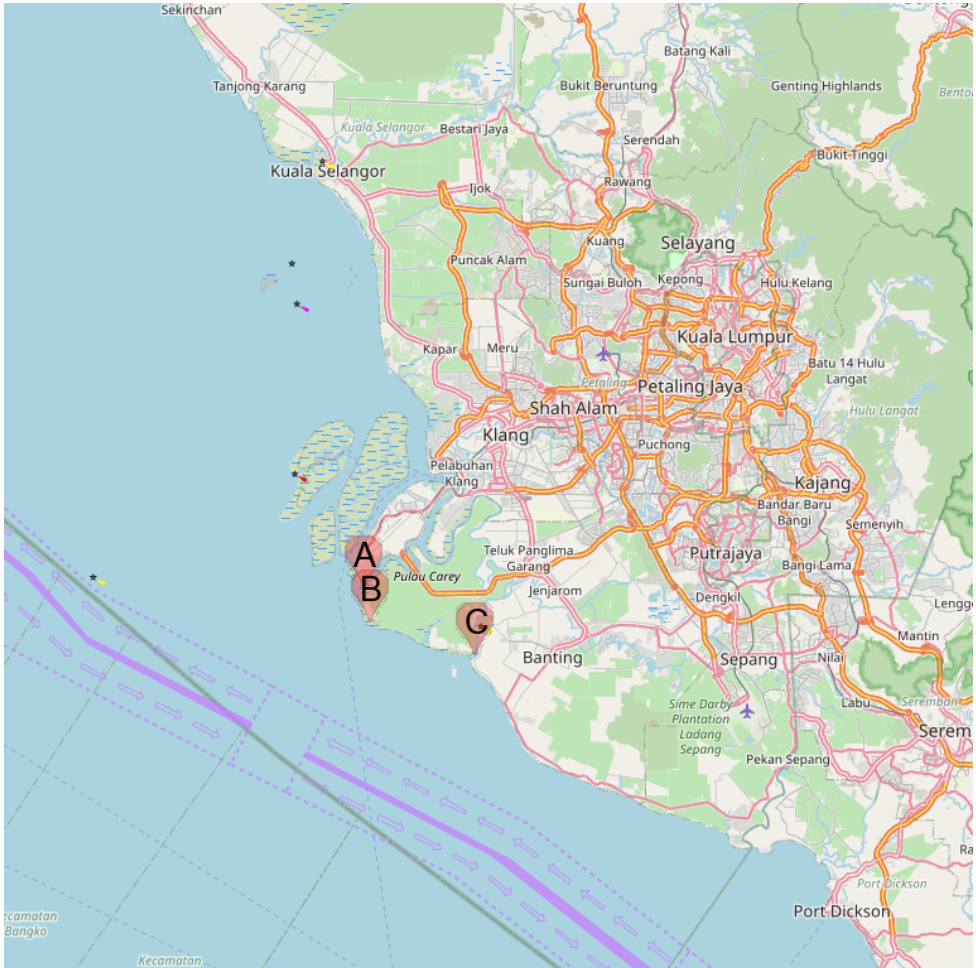 Sekinchan
Batang Kali
Tanjong Karang
Bukit Beruntung
Genting Highlands
Kuala Selangor
Bestari Jaya
Serendah
Bukit Tinggi
Kuala Selangor
Ijok
Rawang
Kuang
Selayang
Puncak Alam
Sungai Buloh
Kepong
Hulu Kelang
Kuala Lumpur
Kapar
Meru
Batu 14 Hulu
Langat
Petaling
Petaling Jaya
Shah Alam
Hulu Langat
Klang
Puchong
Pelabuhan
Klang
Kajang
Bandar Baru
Bangi
Semenyih
A
Teluk Panglima
Garang
Putrajaya
Bangi Lama
B
Pulau Carey
Jenjarom
Dengkil
Lengge
C
Mantin
Banting
Sepang
Nilai
Sime Darby
Plantation
Ladang
Sepang
Labu
Seremban
Serem
Pekan Sepang
Ra
Port Dickson
Port Dickson
ecamatan
Bangko
Kecamatan